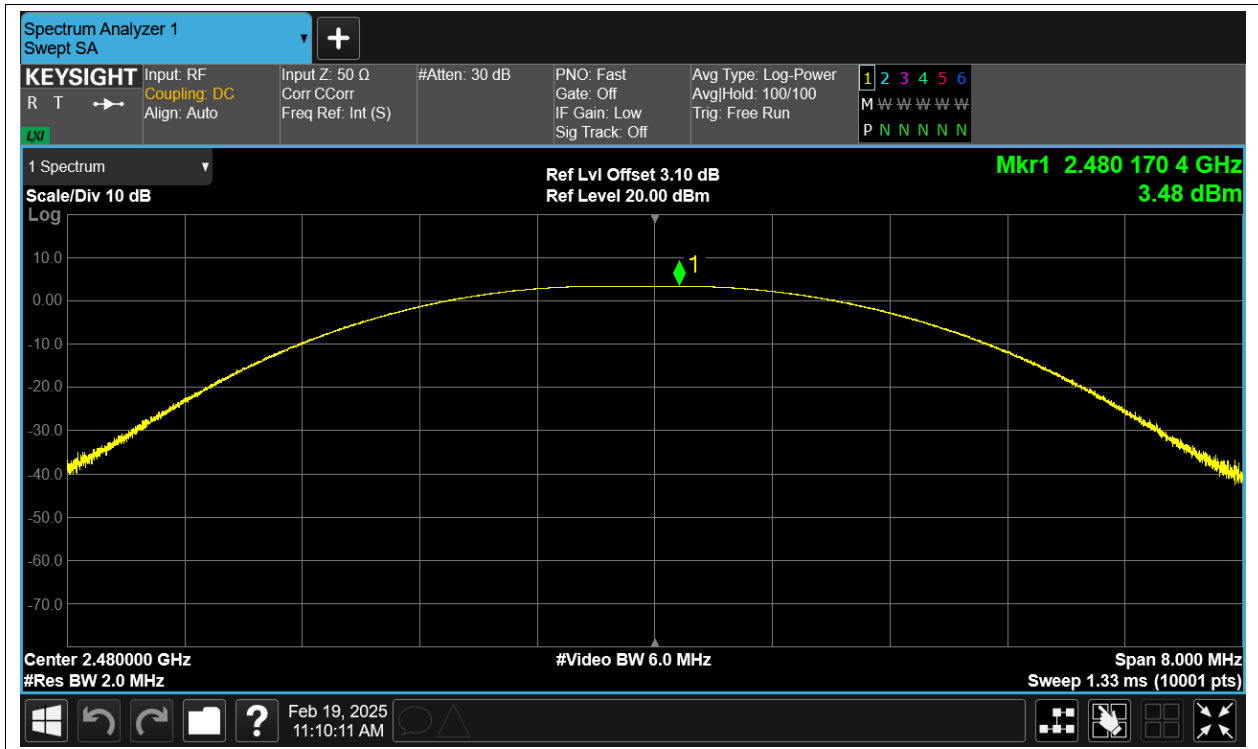 Spectrum Analyzer 1
Swept SA
KEYSIGHT
R T
LXI
Input: RF
Coupling: DC
Align: Auto
Input Z: 50 Ω
Corr CCorr
Freq Ref: Int (S)
#Atten: 30 dB
PNO: Fast
Gate: Off
IF Gain: Low
Sig Track: Off
Avg Type: Log-Power
Avg|Hold: 100/100
Trig: Free Run
1 2 3 4 5 6
M W W W W W
P N N N N N
1 Spectrum
Scale/Div 10 dB
Ref Lvl Offset 3.10 dB
Ref Level 20.00 dBm
Mkr1 2.480 170 4 GHz
3.48 dBm
Log
10.0
0.00
-10.0
-20.0
-30.0
-40.0
-50.0
-60.0
-70.0
1
Center 2.480000 GHz
#Res BW 2.0 MHz
#Video BW 6.0 MHz
Span 8.000 MHz
Sweep 1.33 ms (10001 pts)
?
Feb 19, 2025
11:10:11 AM